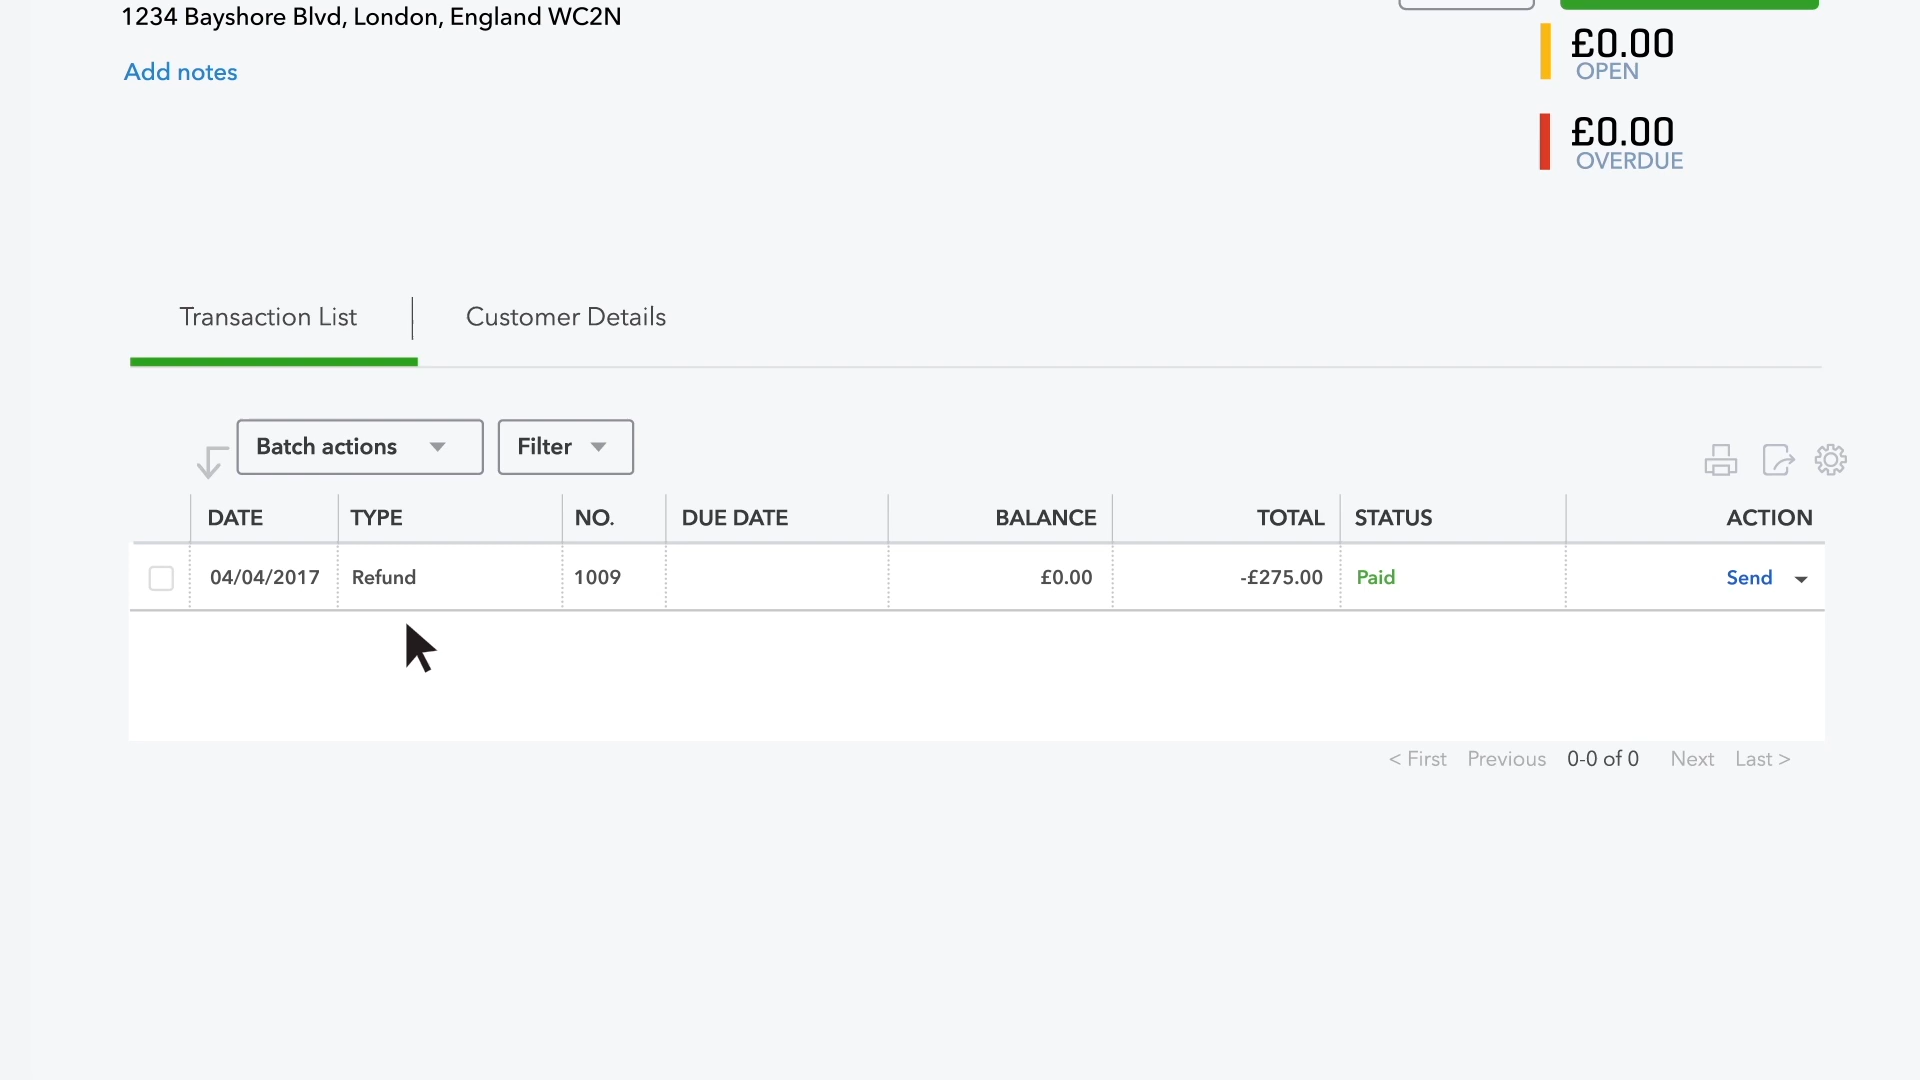 1234 Bayshore Blvd, London, England WC2N
Add notes
£0.00
OPEN
£0.00
OVERDUE
Transaction List
Customer Details
Batch actions
Filter
DATE TYPE NO. DUE DATE BALANCE TOTAL STATUS ACTION
04/04/2017 Refund 1009 £0.00 -£275.00 Paid Send
< First Previous 0-0 of 0 Next Last >